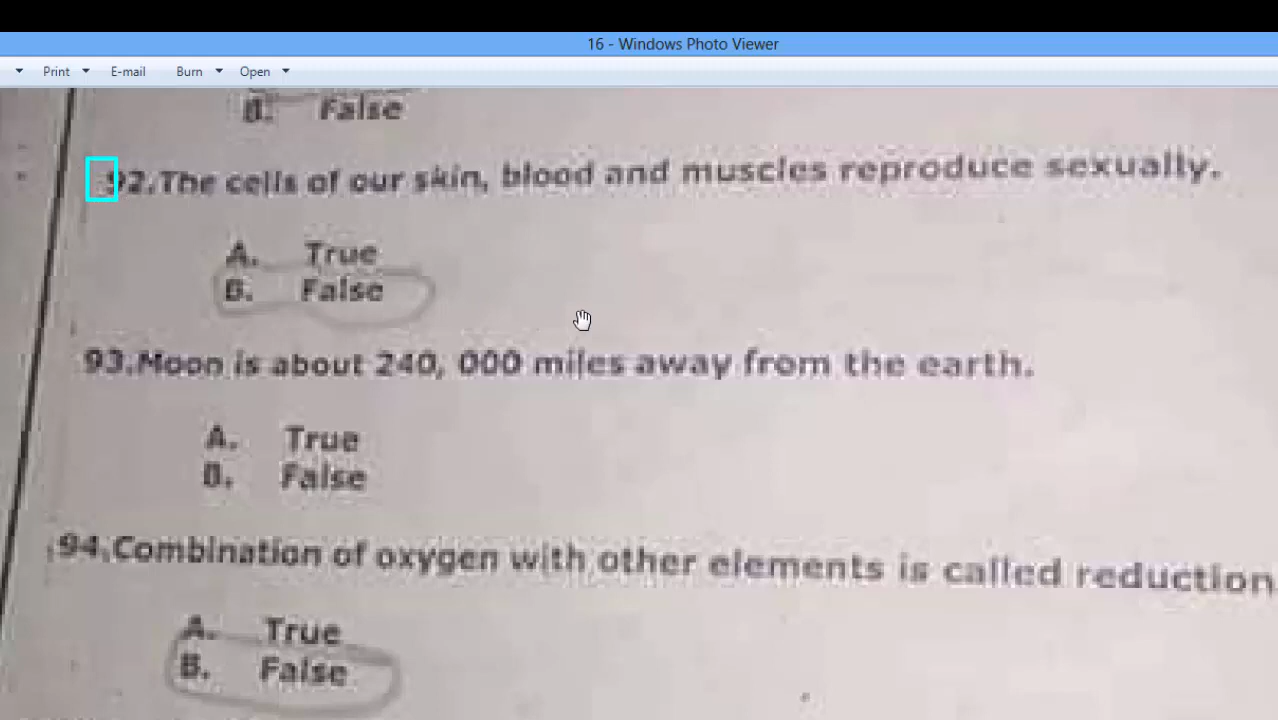 16 - Windows Photo Viewer
Print E-mail Burn Open
B. False
92.The cells of our skin, blood and muscles reproduce sexually.
A. True
B. False
93.Moon is about 240, 000 miles away from the earth.
A. True
B. False
94.Combination of oxygen with other elements is called reduction
A. True
B. False